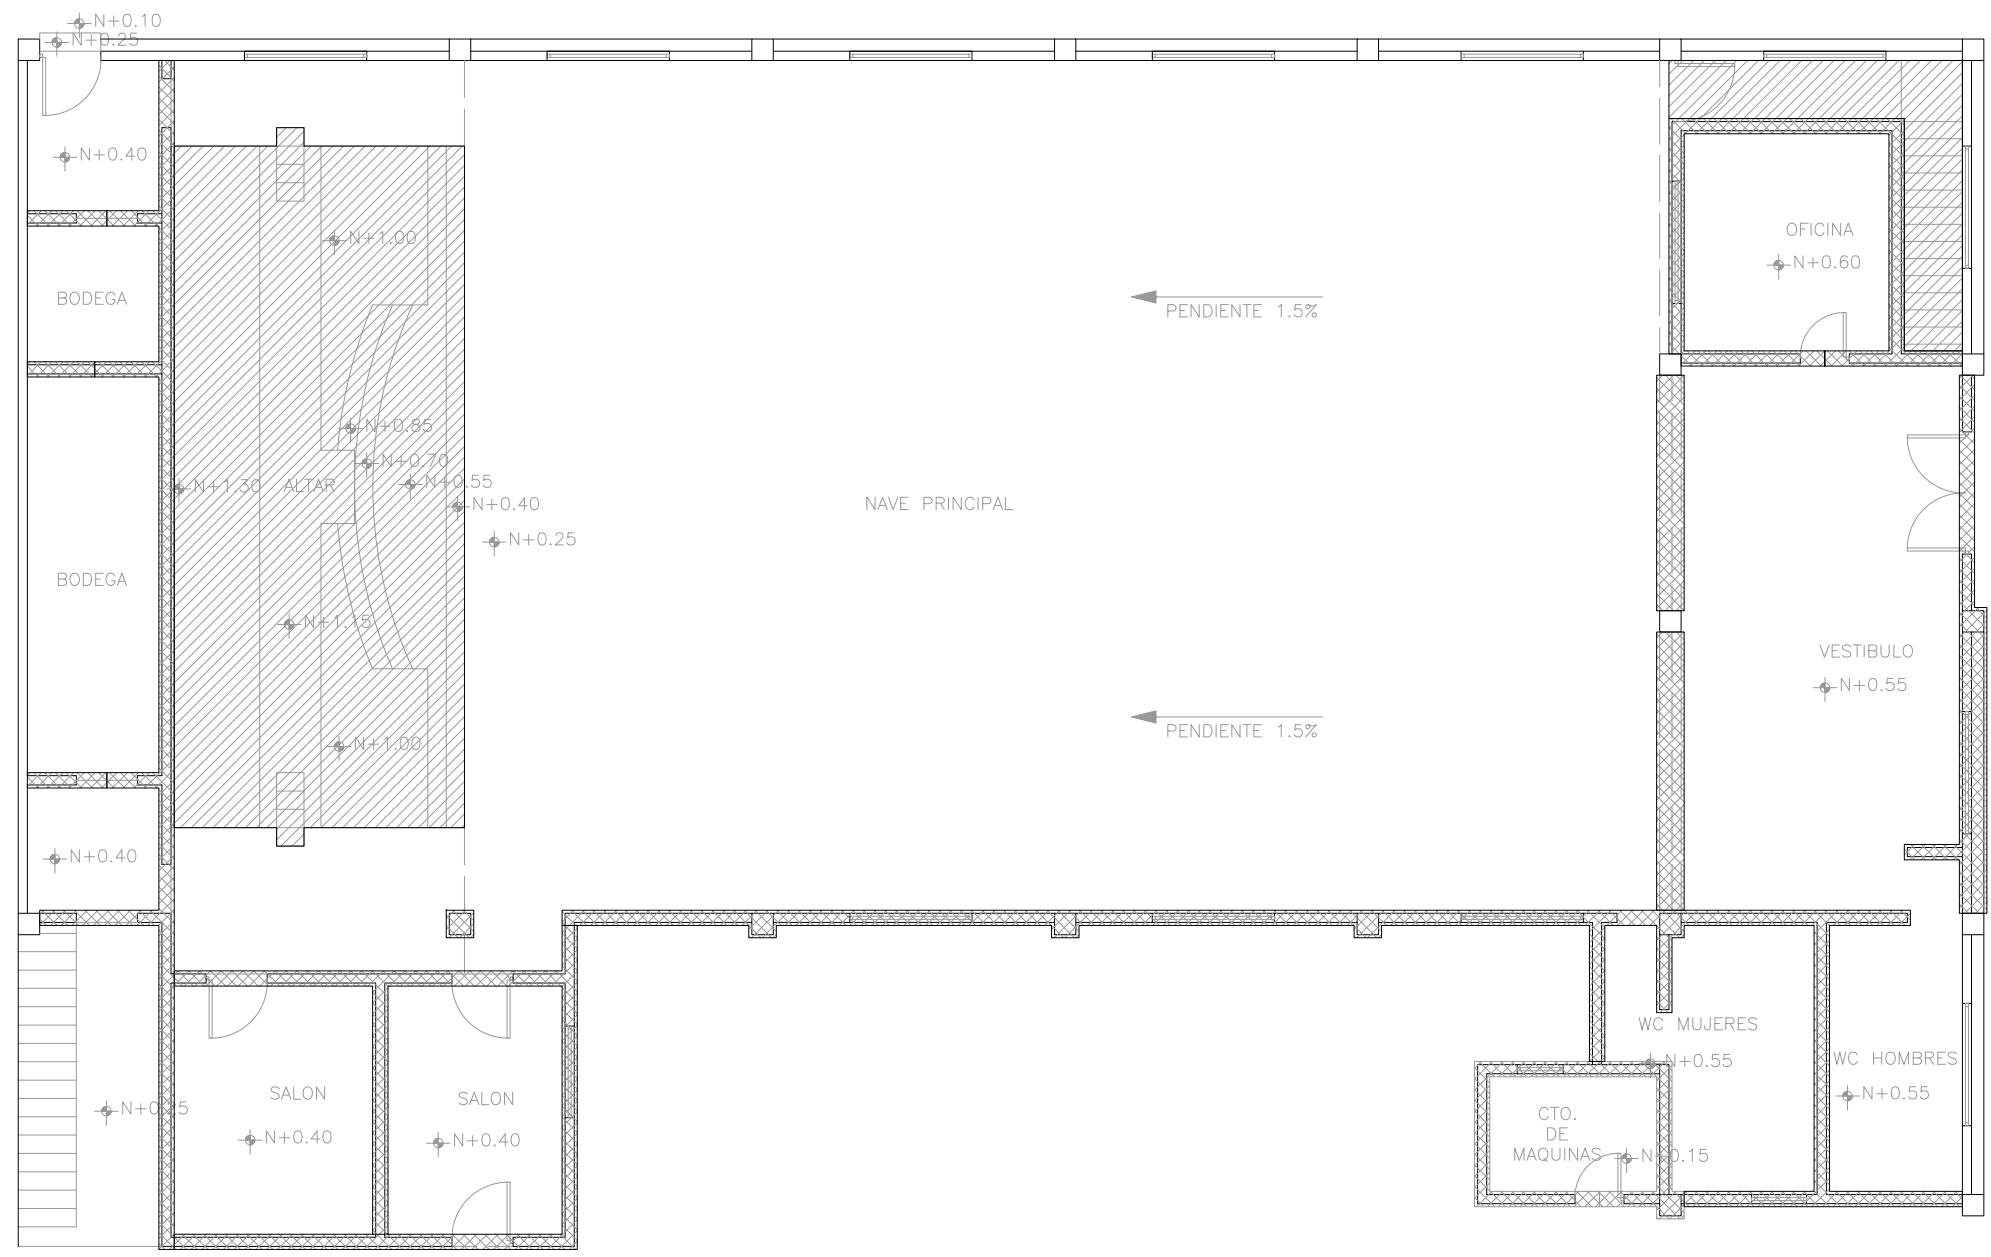 N+0.10
N+0.25
N+0.40
OFICINA
BODEGA
N+1.00
N+0.60
PENDIENTE 1.5%
N+0.85
N+0.70
N+1.30 ALTAR
N+0.55
N+0.40
NAVE PRINCIPAL
N+0.25
BODEGA
N+1.15
VESTIBULO
N+0.55
N+1.00
PENDIENTE 1.5%
N+0.40
WC MUJERES
N+0.55
WC HOMBRES
N+0.55
SALON
SALON
N+0.40
N+0.40
CTO.
DE
MAQUINAS
N+0.15